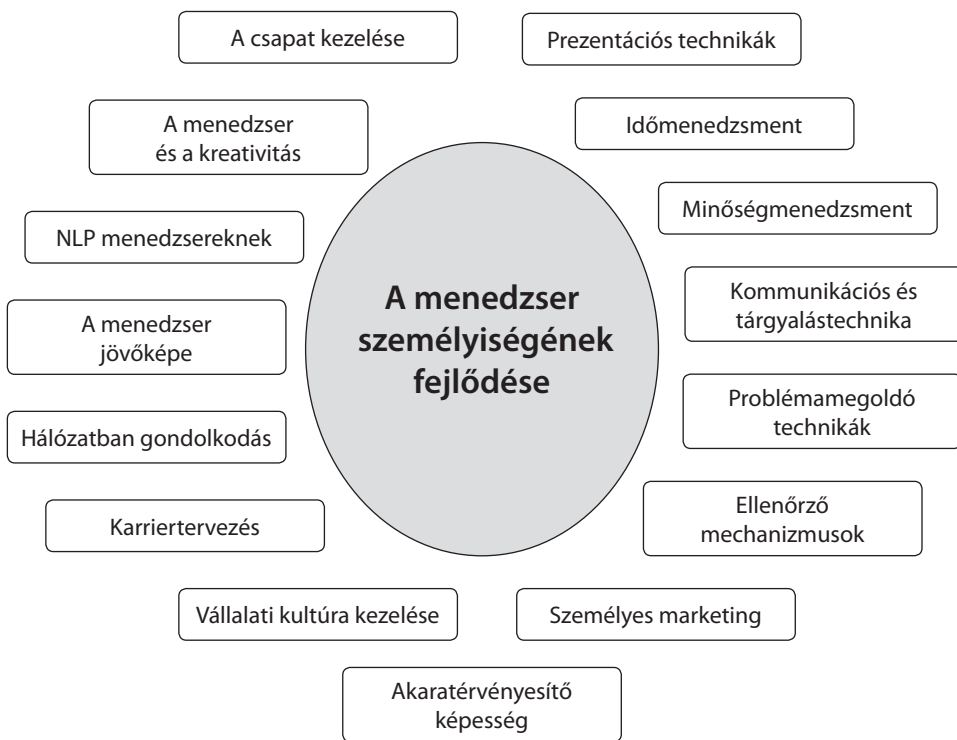 A csapat kezelése
Prezentációs technikák
A menedzser
és a kreativitás
Időmenedzsment
NLP menedzsereknek
Minőségmenedzsment
A menedzser
személyiségének
fejlődése
A menedzser
jövőképe
Kommunikációs és
tárgyalástechnika
Hálózatban gondolkodás
Problémamegoldó
technikák
Karriertervezés
Ellenőrző
mechanizmusok
Vállalati kultúra kezelése
Személyes marketing
Akaratérvényesítő
képesség